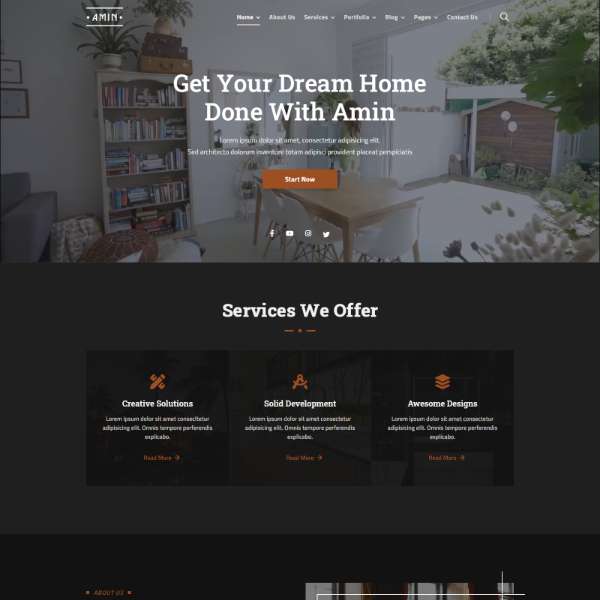 AMIN
Home About Us Services Portfolio Blog Pages Contact Us
Get Your Dream Home
Done With Amin
Lorem ipsum dolor sit amet, consectetur adipisicing elit.
Sed architecto dolorum inventore totam adipisci provident placeat perspiciatis
Start Now
Services We Offer
Creative Solutions
Lorem ipsum dolor sit amet consectetur
adipisicing elit. Omnis tempore perferendis
explicabo.
Read More
Solid Development
Lorem ipsum dolor sit amet consectetur
adipisicing elit. Omnis tempore perferendis
explicabo.
Read More
Awesome Designs
Lorem ipsum dolor sit amet consectetur
adipisicing elit. Omnis tempore perferendis
explicabo.
Read More
ABOUT US